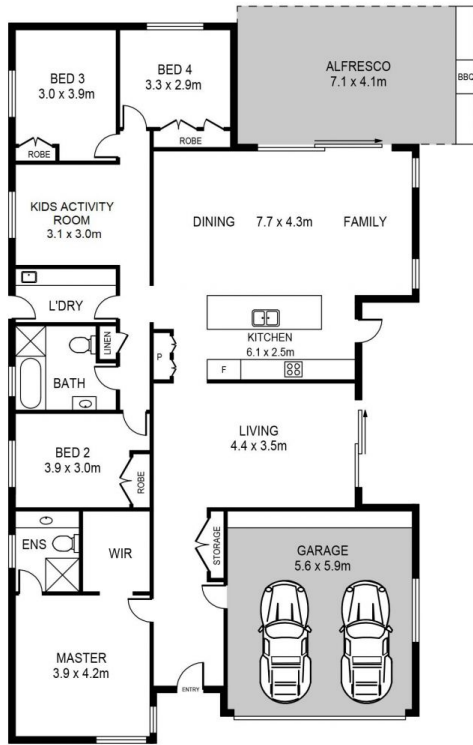 BED 3
3.0 x 3.9m
BED 4
3.3 x 2.9m
ALFRESCO
7.1 x 4.1m
BBQ
ROBE
ROBE
KIDS ACTIVITY
ROOM
3.1 x 3.0m
DINING 7.7 x 4.3m FAMILY
L'DRY
LINEN
BATH
P
KITCHEN
6.1 x 2.5m
F
BED 2
3.9 x 3.0m
ROBE
LIVING
4.4 x 3.5m
ENS
WIR
STORAGE
GARAGE
5.6 x 5.9m
MASTER
3.9 x 4.2m
ENTRY